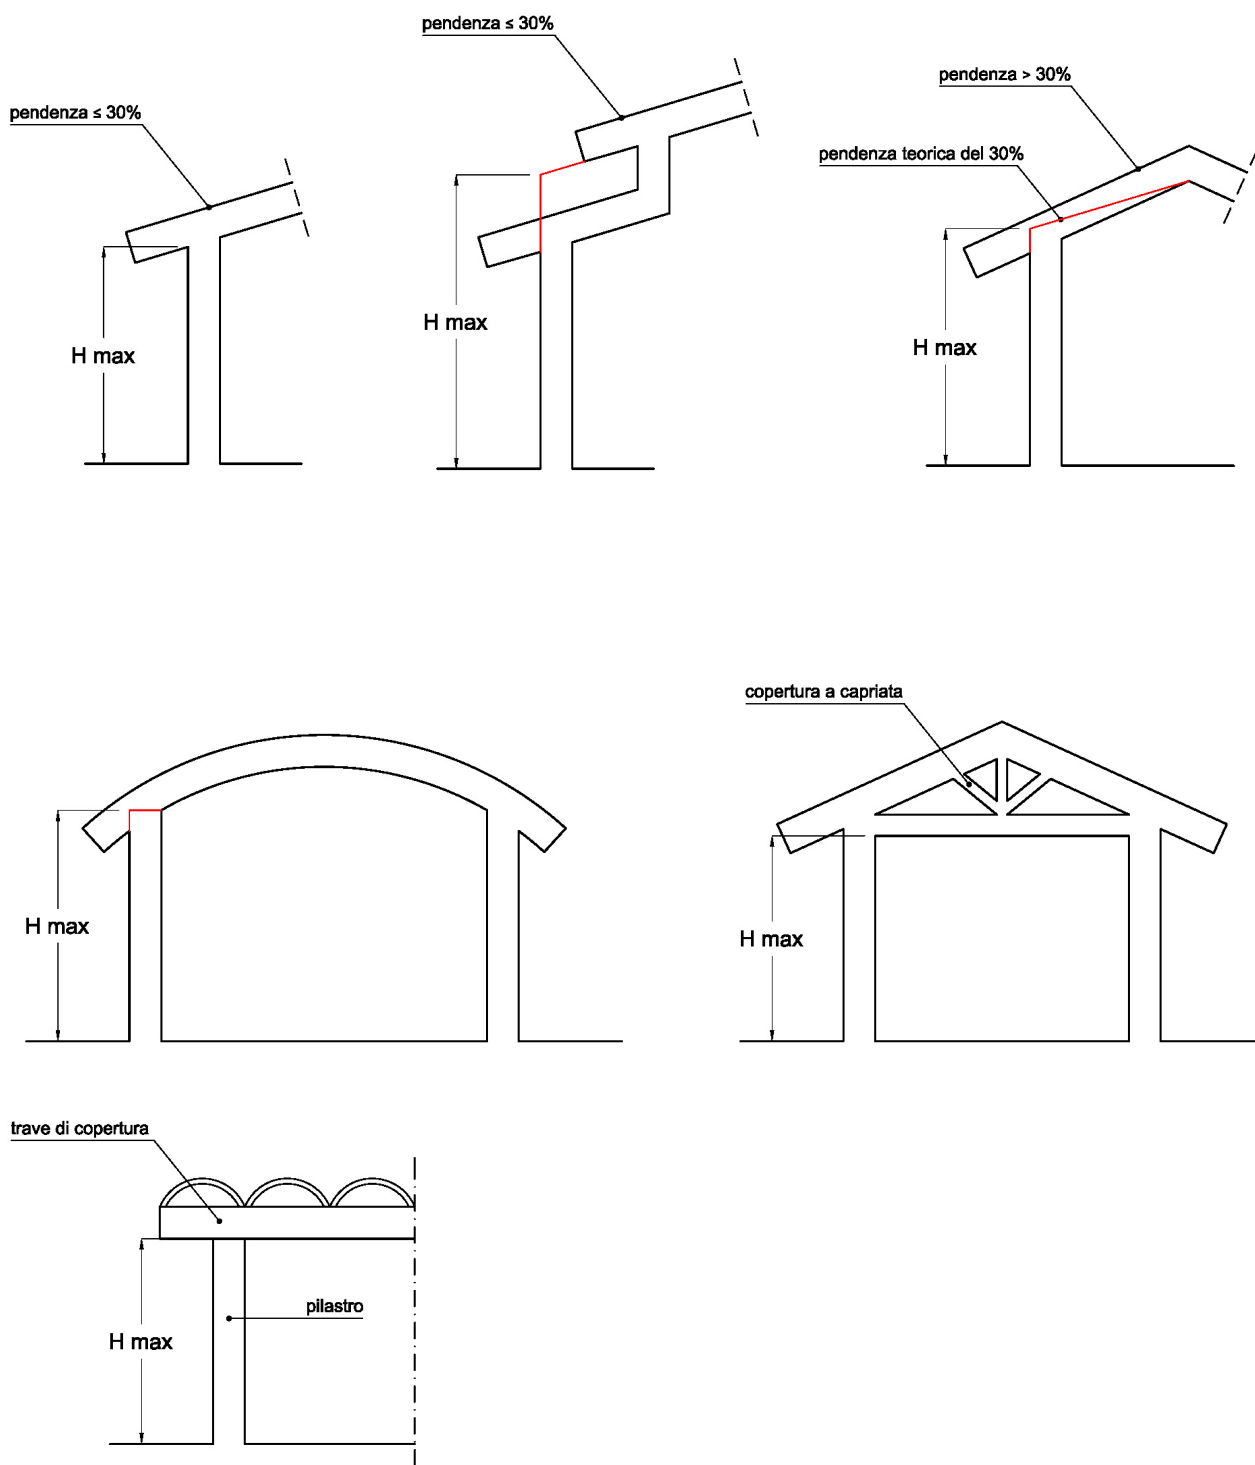 pendenza ≤ 30%
pendenza ≤ 30%
pendenza > 30%
pendenza teorica del 30%
H max
H max
H max
copertura a capriata
H max
H max
trave di copertura
pilastro
H max